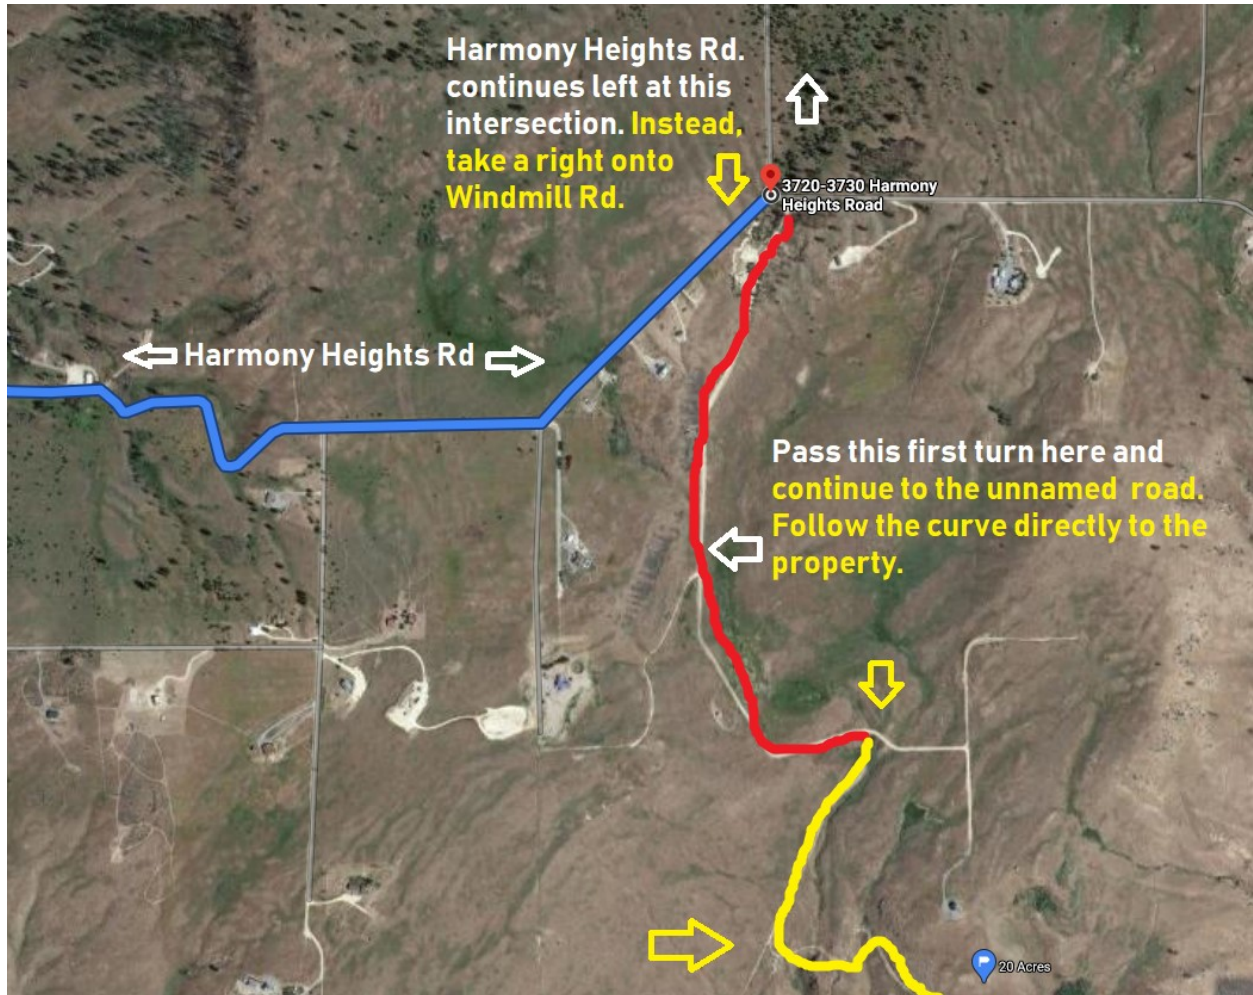 Harmony Heights Rd.
continues left at this
intersection. Instead,
take a right onto
Windmill Rd.
3720-3730 Harmony
Heights Road
Harmony Heights Rd
Pass this first turn here and
continue to the unnamed road.
Follow the curve directly to the
property.
20 Acres